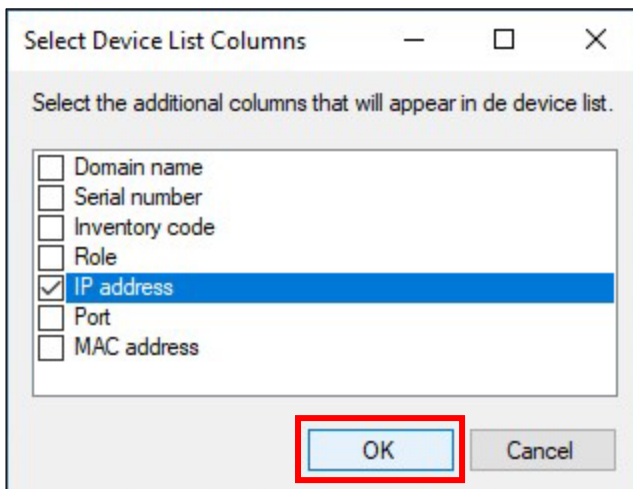 Select Device List Columns
Select the additional columns that will appear in de device list.
Domain name
Serial number
Inventory code
Role
IP address
Port
MAC address
OK
Cancel